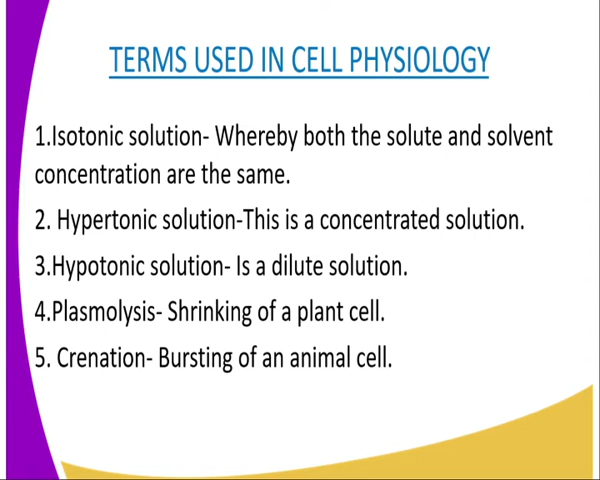 TERMS USED IN CELL PHYSIOLOGY
1.Isotonic solution- Whereby both the solute and solvent
concentration are the same.
2. Hypertonic solution-This is a concentrated solution.
3.Hypotonic solution- Is a dilute solution.
4.Plasmolysis- Shrinking of a plant cell.
5. Crenation- Bursting of an animal cell.